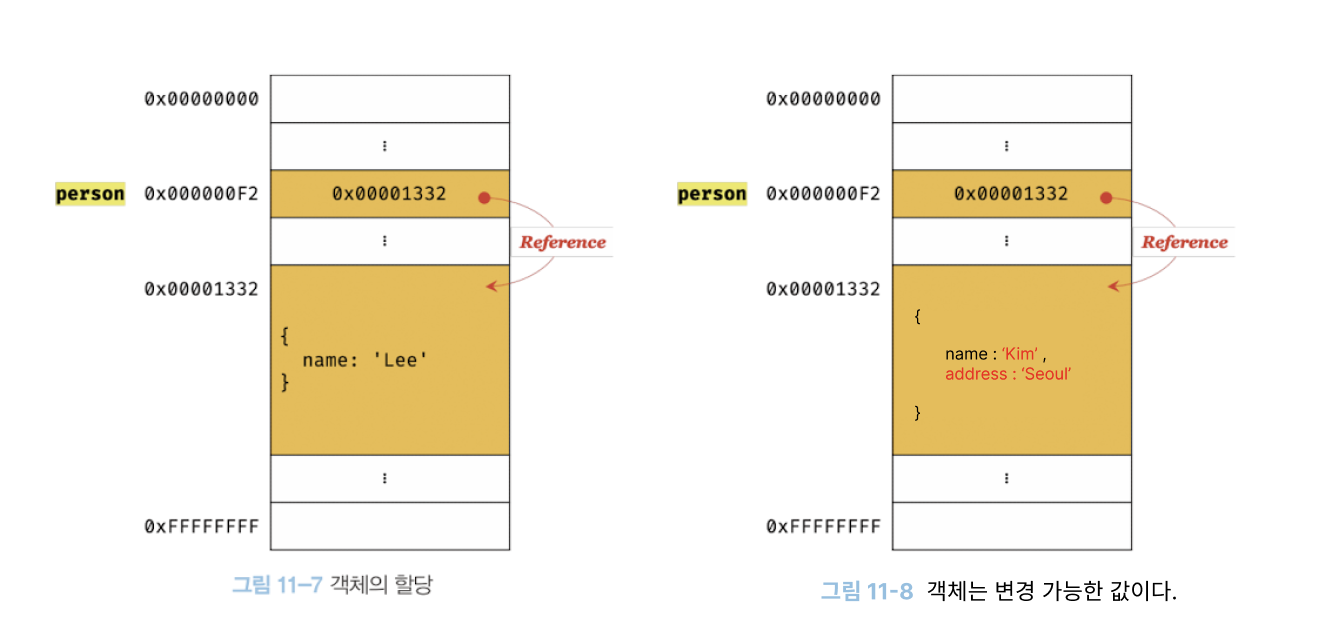 0x00000000
⋮
person 0x000000F2 0x00001332
⋮
Reference
0x00001332
{
name: 'Lee'
}
⋮
0xFFFFFFFF
그림 11-7 객체의 할당
0x00000000
⋮
person 0x000000F2 0x00001332
⋮
Reference
0x00001332
{
name : ‘Kim’ ,
address : ‘Seoul’
}
⋮
0xFFFFFFFF
그림 11-8 객체는 변경 가능한 값이다.